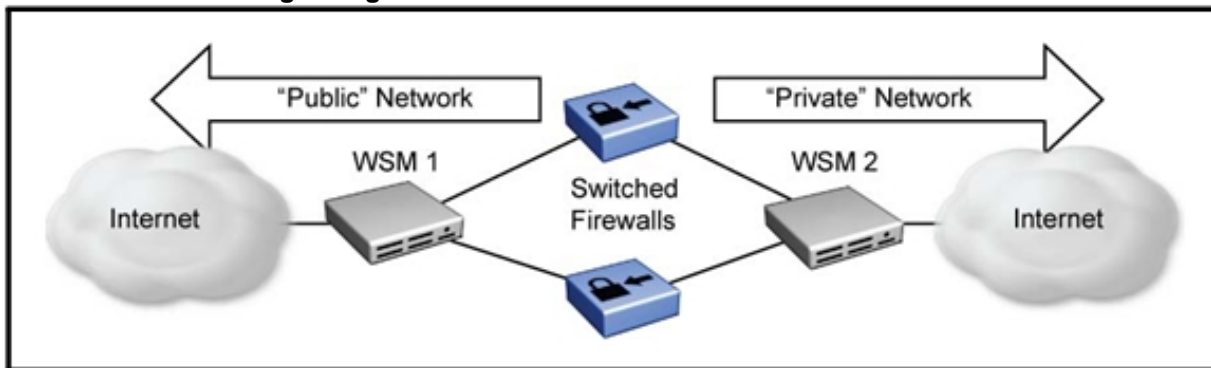 "Public" Network
"Private" Network
WSM 1
WSM 2
Internet
Switched
Firewalls
Internet